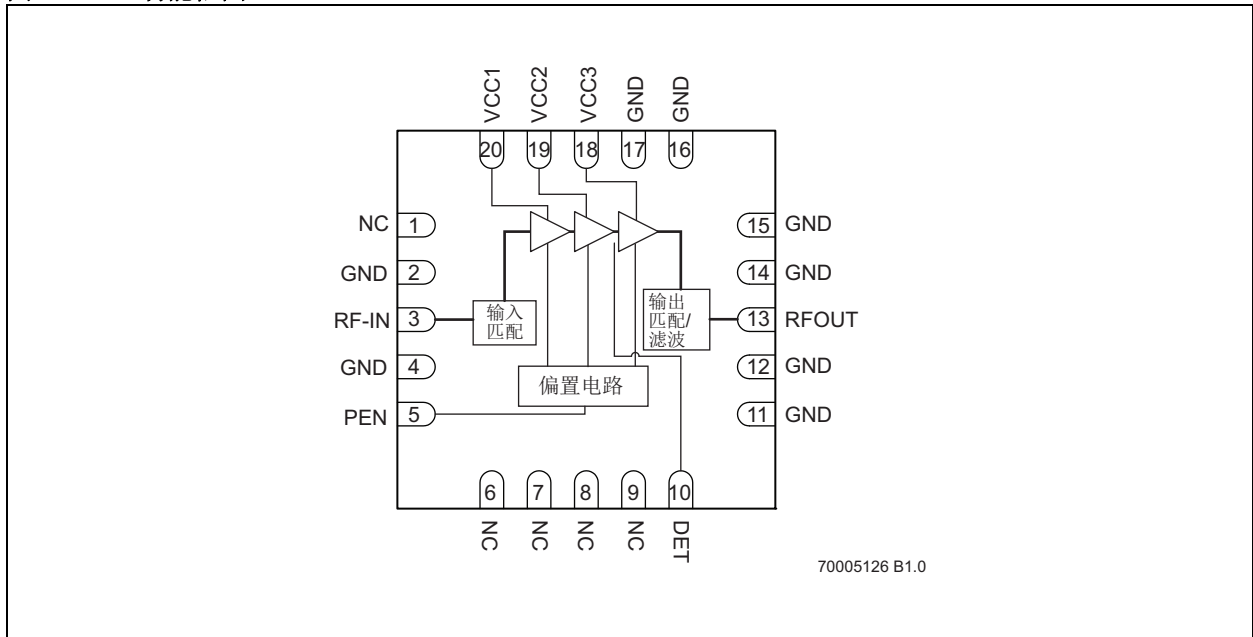 VCC1
VCC2
VCC3
GND
GND
20
19
18
17
16
NC
1
15
GND
GND
2
14
GND
RF-IN
3
输入
匹配
输出
匹配/
滤波
13
RFOUT
GND
4
12
GND
偏置电路
PEN
5
11
GND
6
7
8
9
10
NC
NC
NC
NC
DET
70005126 B1.0